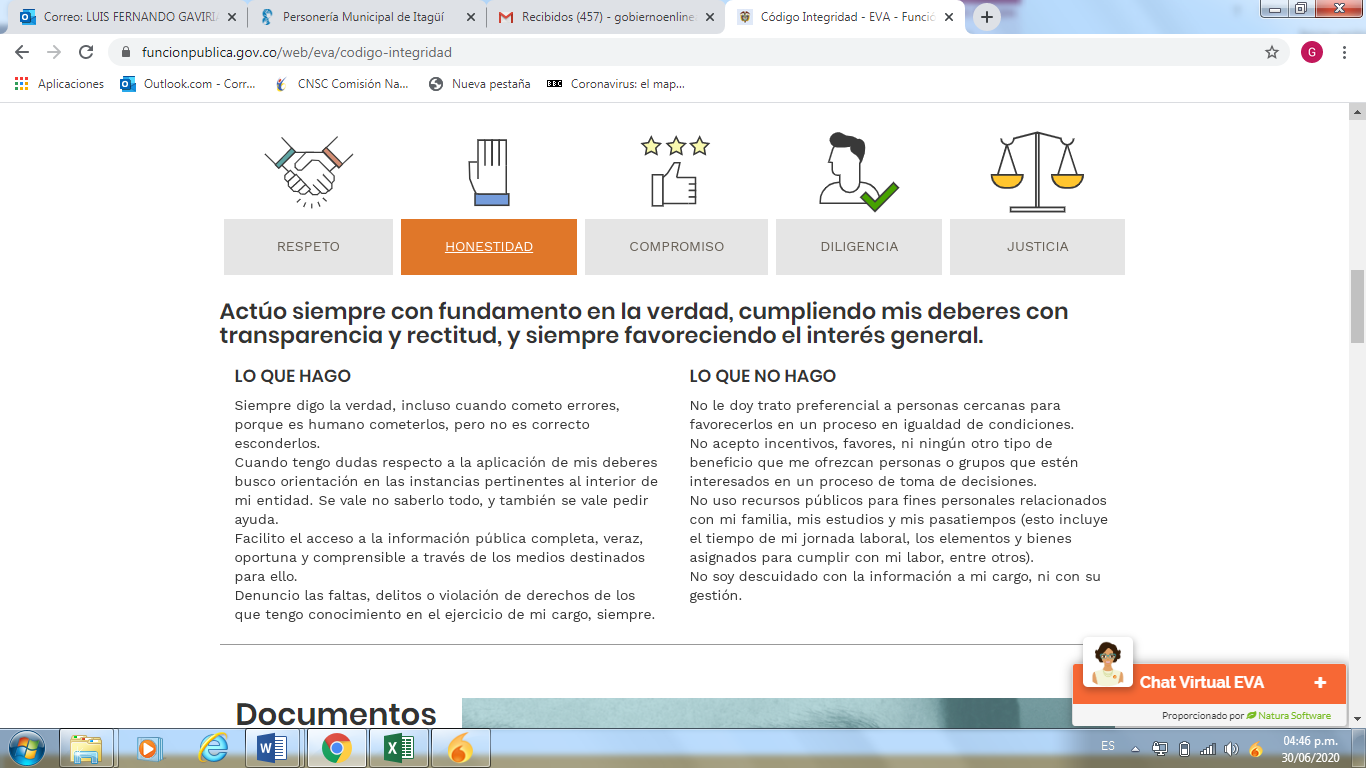 Correo: LUIS FERNANDO GAVIRI
Personería Municipal de Itagüí
Recibidos (457) - gobiernoenline.
Código Integridad - EVA - Funció
funcionpublica.gov.co/web/eva/codigo-integridad
G
Aplicaciones
Outlook.com - Corr...
CNSC Comisión Na...
Nueva pestaña
BBC
Coronavirus: el map...
RESPETO
HONESTIDAD
COMPROMISO
DILIGENCIA
JUSTICIA
Actúo siempre con fundamento en la verdad, cumpliendo mis deberes con
transparencia y rectitud, y siempre favoreciendo el interés general.
LO QUE HAGO
Siempre digo la verdad, incluso cuando cometo errores,
porque es humano cometerlos, pero no es correcto
esconderlos.
Cuando tengo dudas respecto a la aplicación de mis deberes
busco orientación en las instancias pertinentes al interior de
mi entidad. Se vale no saberlo todo, y también se vale pedir
ayuda.
Facilito el acceso a la información pública completa, veraz,
oportuna y comprensible a través de los medios destinados
para ello.
Denuncio las faltas, delitos o violación de derechos de los
que tengo conocimiento en el ejercicio de mi cargo, siempre.
LO QUE NO HAGO
No le doy trato preferencial a personas cercanas para
favorecerlos en un proceso en igualdad de condiciones.
No acepto incentivos, favores, ni ningún otro tipo de
beneficio que me ofrezcan personas o grupos que estén
interesados en un proceso de toma de decisiones.
No uso recursos públicos para fines personales relacionados
con mi familia, mis estudios y mis pasatiempos (esto incluye
el tiempo de mi jornada laboral, los elementos y bienes
asignados para cumplir con mi labor, entre otros).
No soy descuidado con la información a mi cargo, ni con su
gestión.
Documentos
Chat Virtual EVA +
Proporcionado por Natura Software
ES
04:46 p.m.
30/06/2020